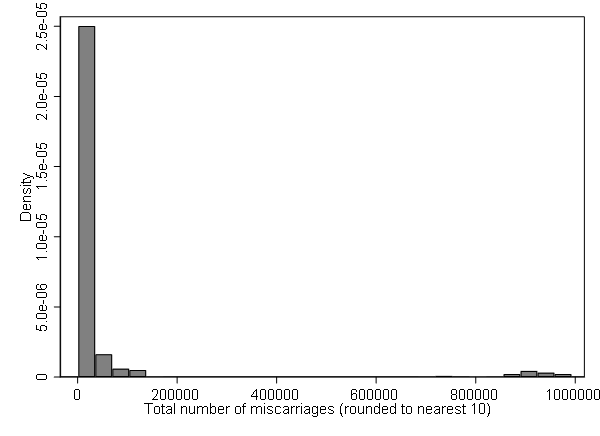 2.5e-05
2.0e-05
1.5e-05
1.0e-05
5.0e-06
0
Density
0 200000 400000 600000 800000 1000000
Total number of miscarriages (rounded to nearest 10)